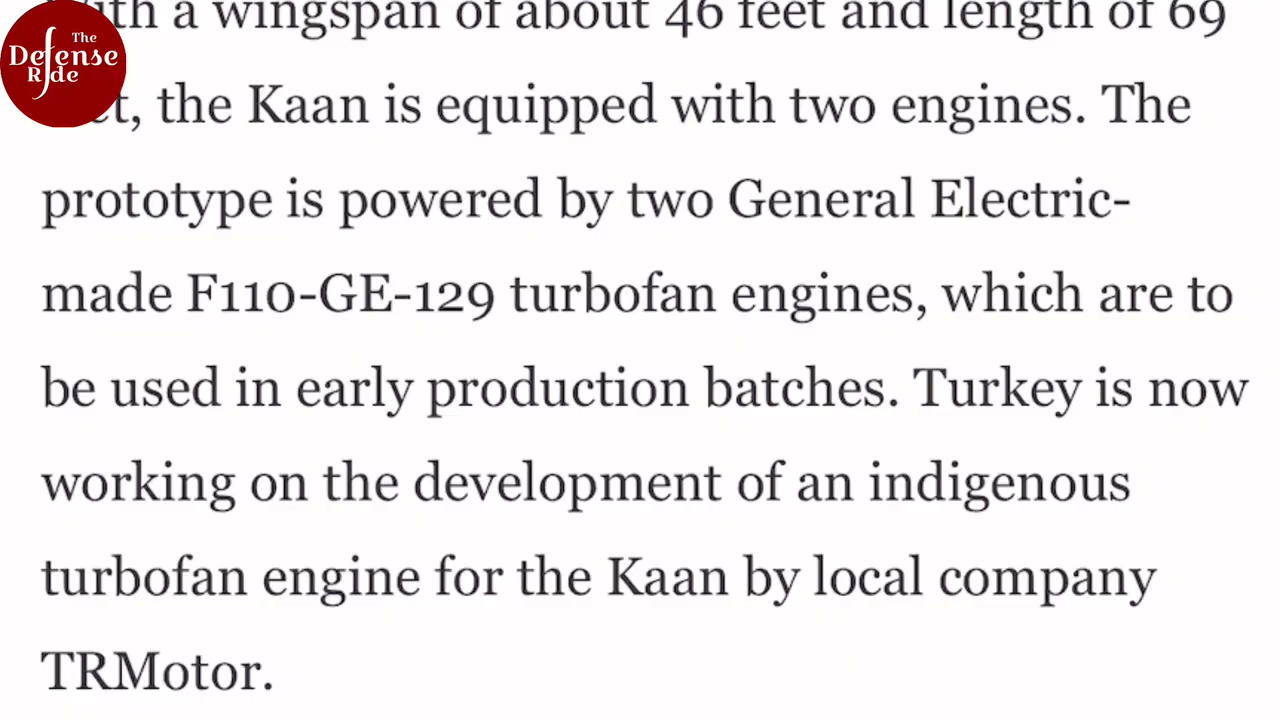 The
Defense
Ride
with a wingspan of about 46 feet and length of 69
, the Kaan is equipped with two engines. The
prototype is powered by two General Electric-
made F110-GE-129 turbofan engines, which are to
be used in early production batches. Turkey is now
working on the development of an indigenous
turbofan engine for the Kaan by local company
TRMotor.